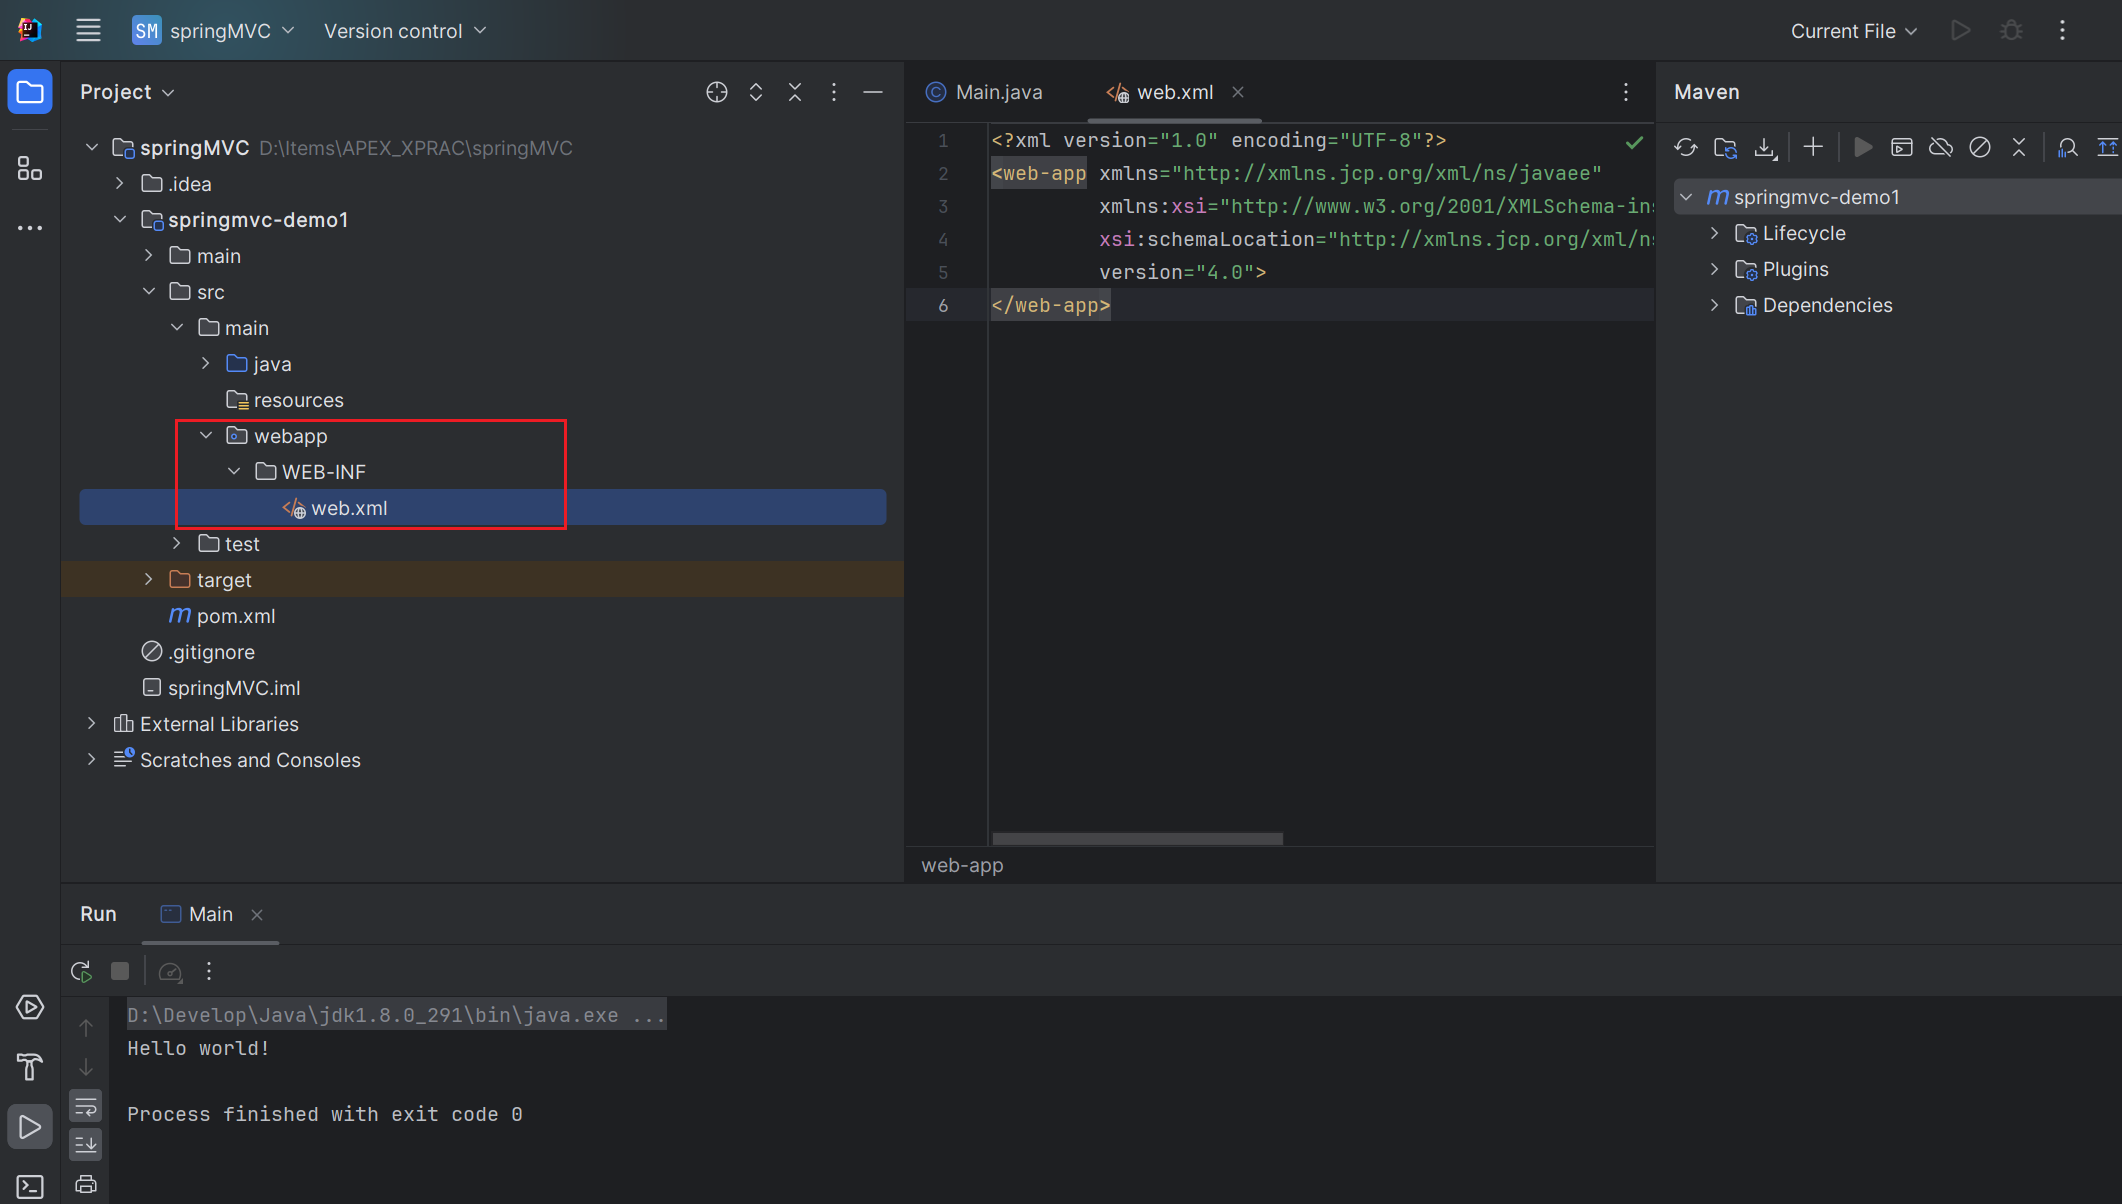 SM springMVC Version control Current File
Project
springMVC D:\Items\APEX_XPRAC\springMVC
.idea
springmvc-demo1
main
src
main
java
resources
webapp
WEB-INF
web.xml
test
target
pom.xml
.gitignore
springMVC.iml
External Libraries
Scratches and Consoles
Main.java web.xml
1 <?xml version="1.0" encoding="UTF-8"?>
2 <web-app xmlns="http://xmlns.jcp.org/xml/ns/javaee"
3 xmlns:xsi="http://www.w3.org/2001/XMLSchema-in
4 xsi:schemaLocation="http://xmlns.jcp.org/xml/n
5 version="4.0">
6 </web-app>
web-app
Maven
springmvc-demo1
Lifecycle
Plugins
Dependencies
Run Main
D:\Develop\Java\jdk1.8.0_291\bin\java.exe ...
Hello world!
Process finished with exit code 0